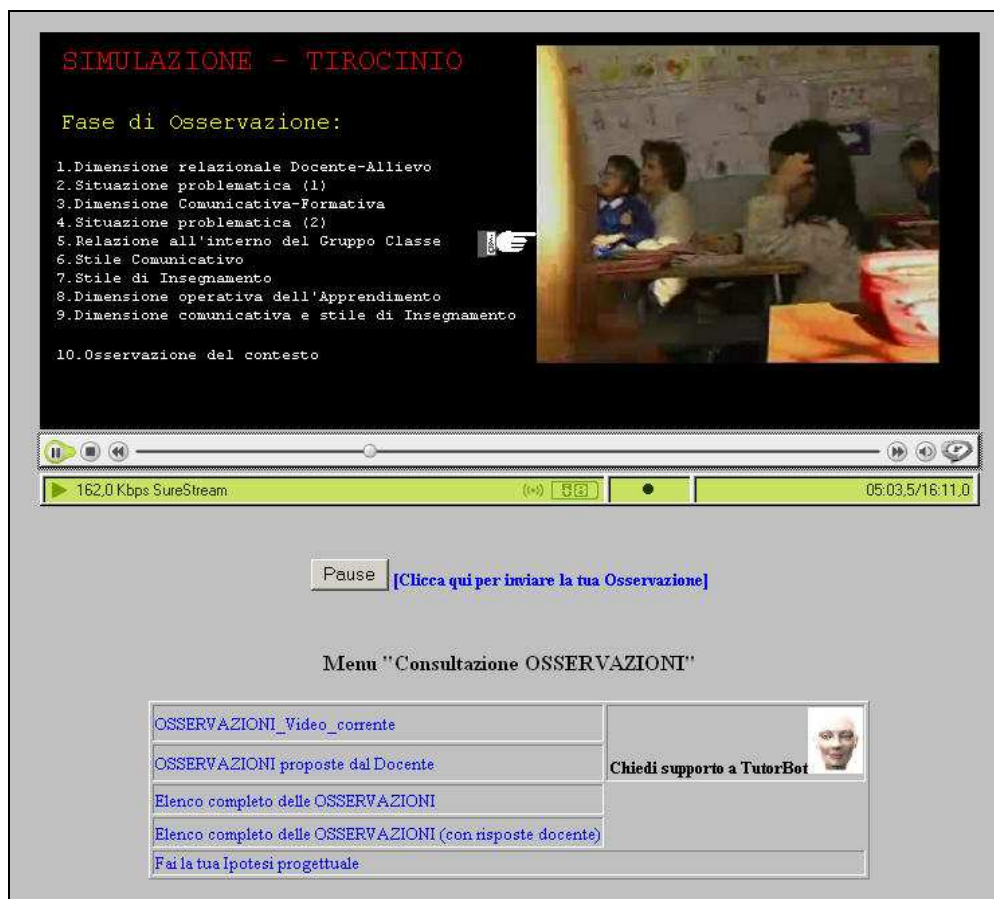 SIMULAZIONE - TIROCINIO
Fase di Osservazione:
1.Dimensione relazionale Docente-Allievo
2.Situazione problematica (1)
3.Dimensione Comunicativa-Formativa
4.Situazione problematica (2)
5.Relazione all'interno del Gruppo Classe
6.Stile Comunicativo
7.Stile di Insegnamento
8.Dimensione operativa dell'Apprendimento
9.Dimensione comunicativa e stile di Insegnamento
10.Osservazione del contesto
162,0 Kbps SureStream
05:03,5/16:11,0
Pause [Clicca qui per inviare la tua Osservazione]
Menu "Consultazione OSSERVAZIONI"
OSSERVAZIONI_Video_corrente
OSSERVAZIONI proposte dal Docente
Chiedi supporto a TutorBot
Elenco completo delle OSSERVAZIONI
Elenco completo delle OSSERVAZIONI (con risposte docente)
Fai la tua Ipotesi progettuale